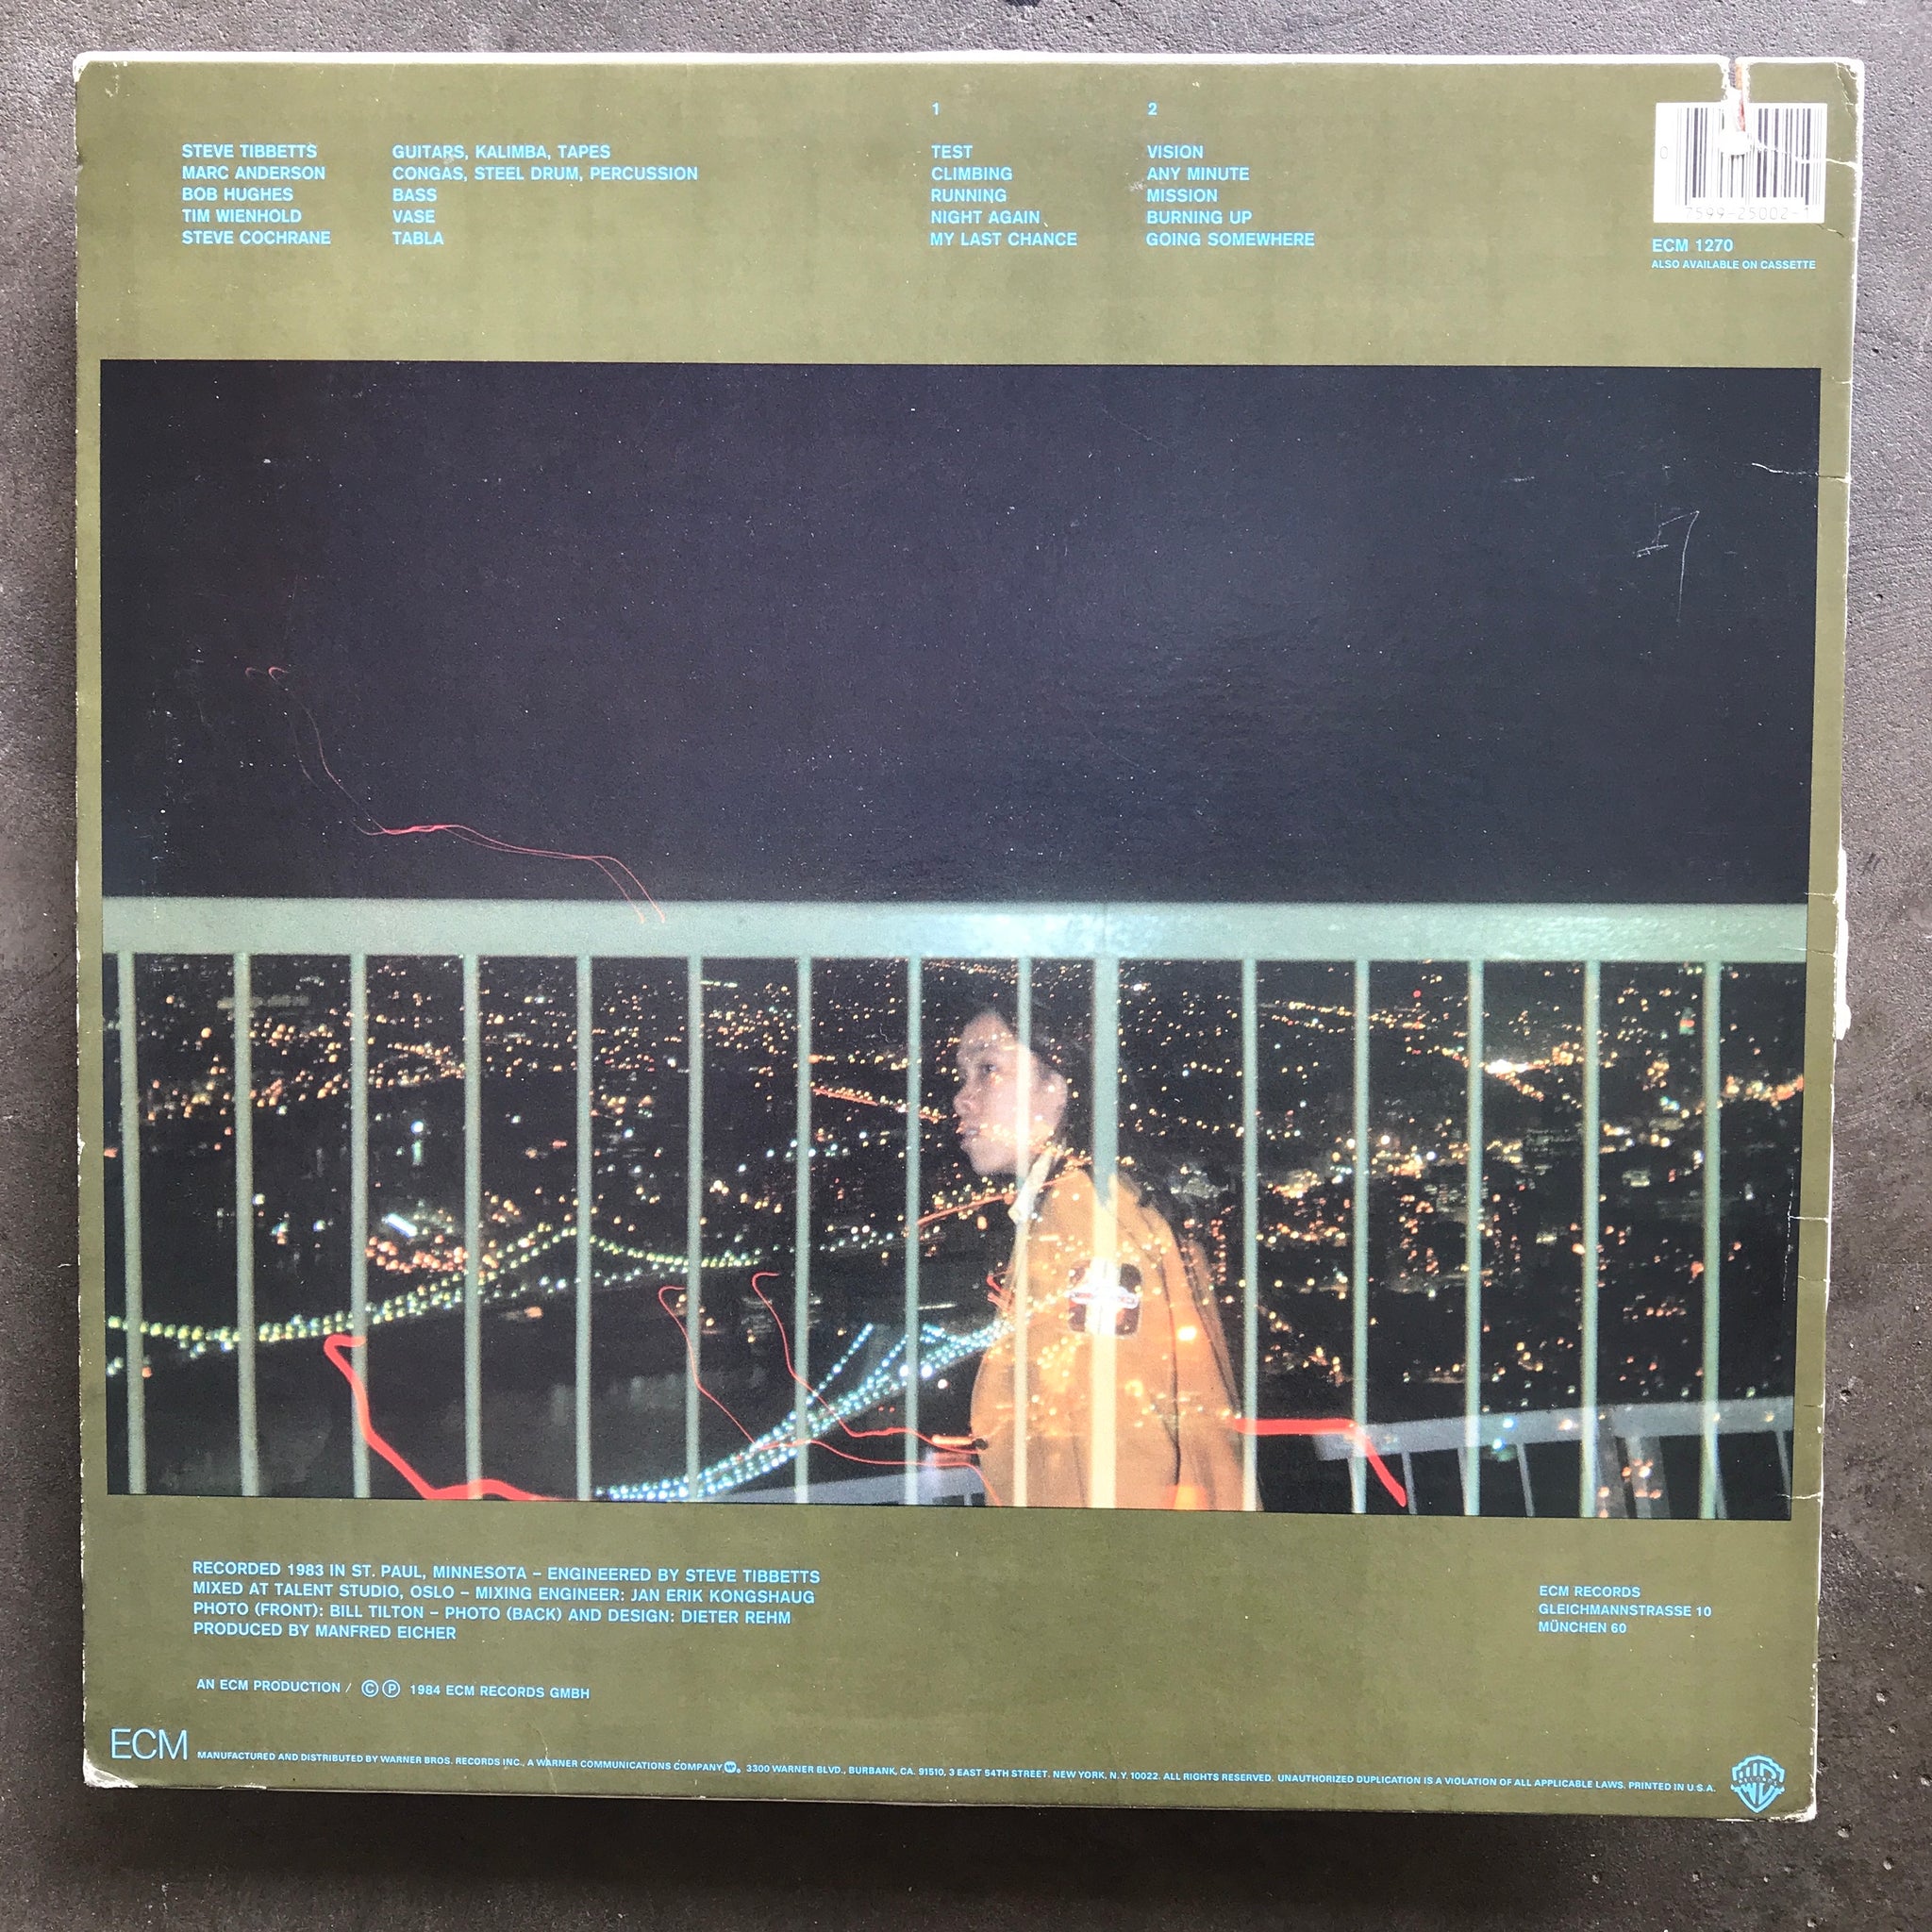 STEVE TIBBETTS GUITARS, KALIMBA, TAPES
MARC ANDERSON CONGAS, STEEL DRUM, PERCUSSION
BOB HUGHES BASS
TIM WIENHOLD VASE
STEVE COCHRANE TABLA
1
TEST
CLIMBING
RUNNING
NIGHT AGAIN
MY LAST CHANCE
2
VISION
ANY MINUTE
MISSION
BURNING UP
GOING SOMEWHERE
0
7599-25002-1
ECM 1270
ALSO AVAILABLE ON CASSETTE
RECORDED 1983 IN ST. PAUL, MINNESOTA – ENGINEERED BY STEVE TIBBETTS
MIXED AT TALENT STUDIO, OSLO – MIXING ENGINEER: JAN ERIK KONGSHAUG
PHOTO (FRONT): BILL TILTON – PHOTO (BACK) AND DESIGN: DIETER REHM
PRODUCED BY MANFRED EICHER
ECM RECORDS
GLEICHMANNSTRASSE 10
MÜNCHEN 60
AN ECM PRODUCTION / Ⓒ Ⓟ 1984 ECM RECORDS GMBH
ECM MANUFACTURED AND DISTRIBUTED BY WARNER BROS. RECORDS INC., A WARNER COMMUNICATIONS COMPANY. 3300 WARNER BLVD., BURBANK, CA. 91510, 3 EAST 54TH STREET. NEW YORK, N.Y. 10022. ALL RIGHTS RESERVED. UNAUTHORIZED DUPLICATION IS A VIOLATION OF ALL APPLICABLE LAWS. PRINTED IN U.S.A.